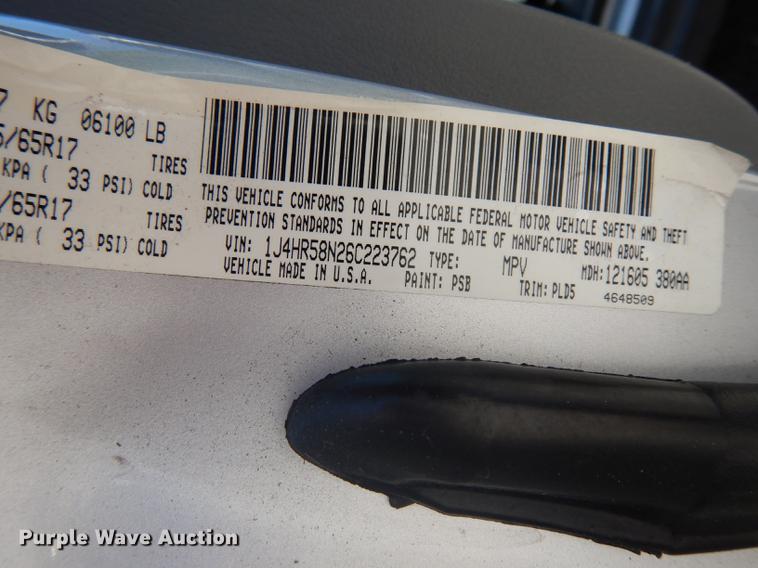 7 KG 06100 LB
5/65R17 TIRES
KPA ( 33 PSI) COLD
/65R17 TIRES
KPA ( 33 PSI) COLD
THIS VEHICLE CONFORMS TO ALL APPLICABLE FEDERAL MOTOR VEHICLE SAFETY AND THEFT
PREVENTION STANDARDS IN EFFECT ON THE DATE OF MANUFACTURE SHOWN ABOVE.
VIN: 1J4HR58N26C223762 TYPE: MPV MDH:121605 380AA
VEHICLE MADE IN U.S.A. PAINT: PSB TRIM: PLD5 4648509
Purple Wave Auction